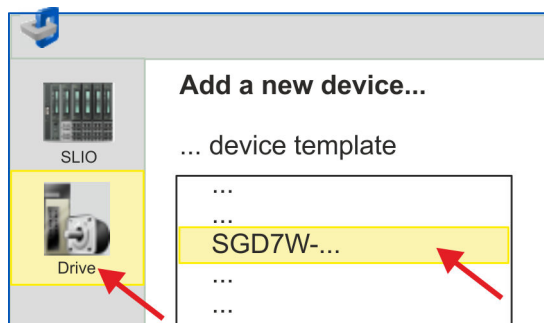 Add a new device...
SLIO
... device template
...
...
SGD7W-...
Drive
...
...